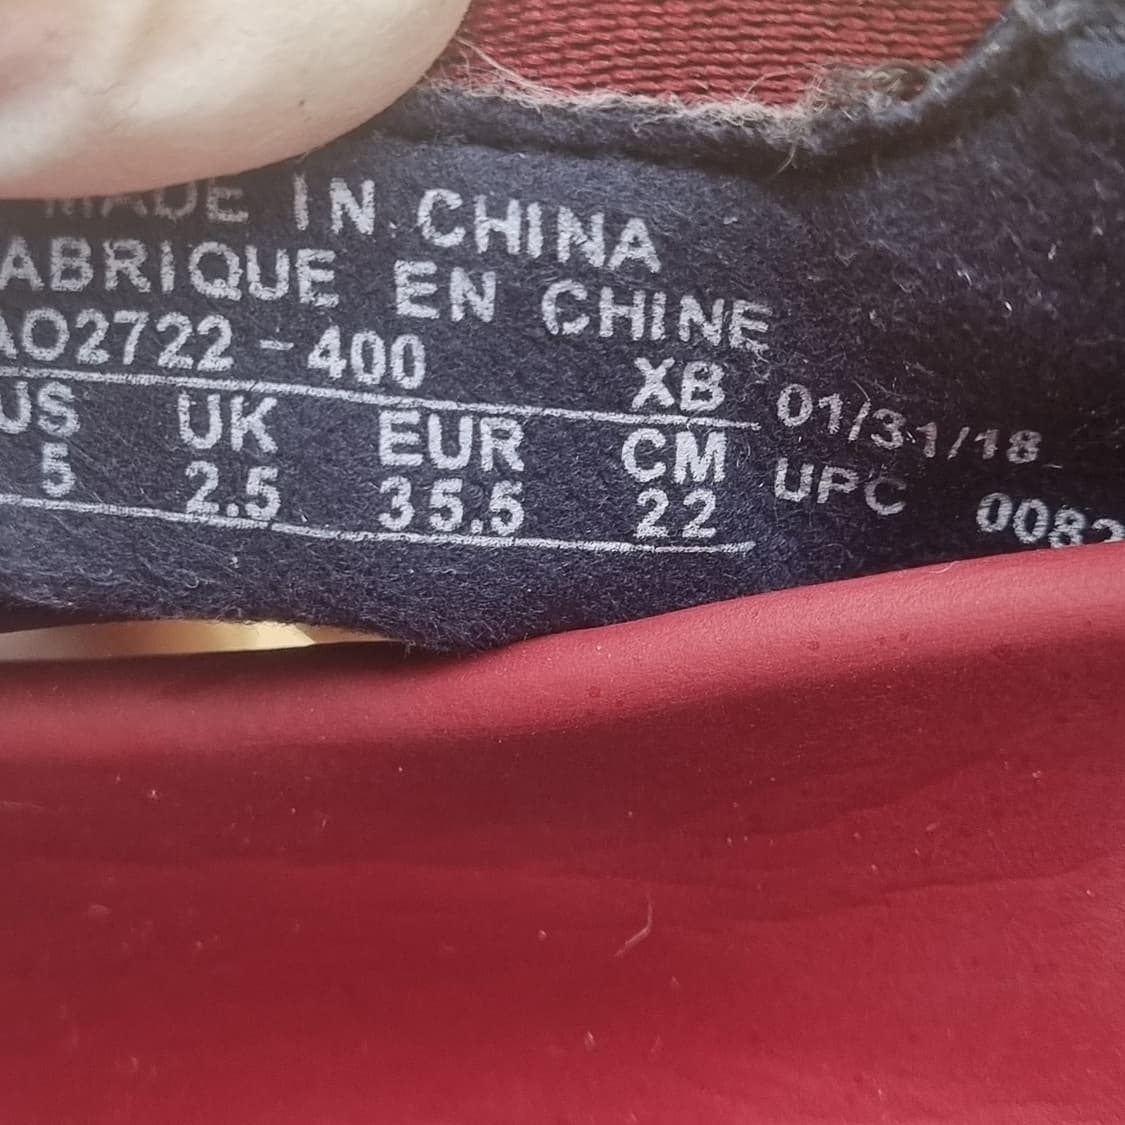 MADE IN CHINA
ABRIQUE EN CHINE
AO2722-400 XB 01/31/18
US UK EUR CM UPC 0082
5 2.5 35.5 22